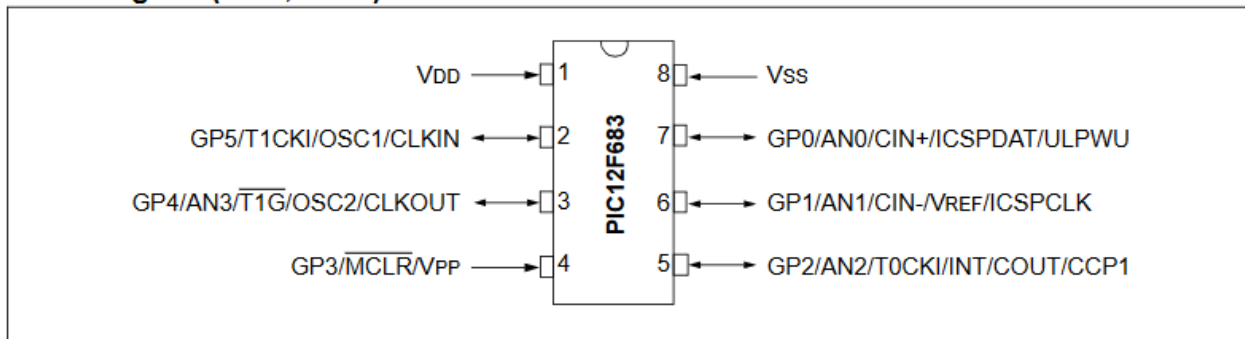 VDD 1 8 VSS
GP5/T1CKI/OSC1/CLKIN 2 7 GP0/AN0/CIN+/ICSPDAT/ULPWU
GP4/AN3/T1G/OSC2/CLKOUT 3 6 GP1/AN1/CIN-/VREF/ICSPCLK
GP3/MCLR/VPP 4 5 GP2/AN2/T0CKI/INT/COUT/CCP1
PIC12F683